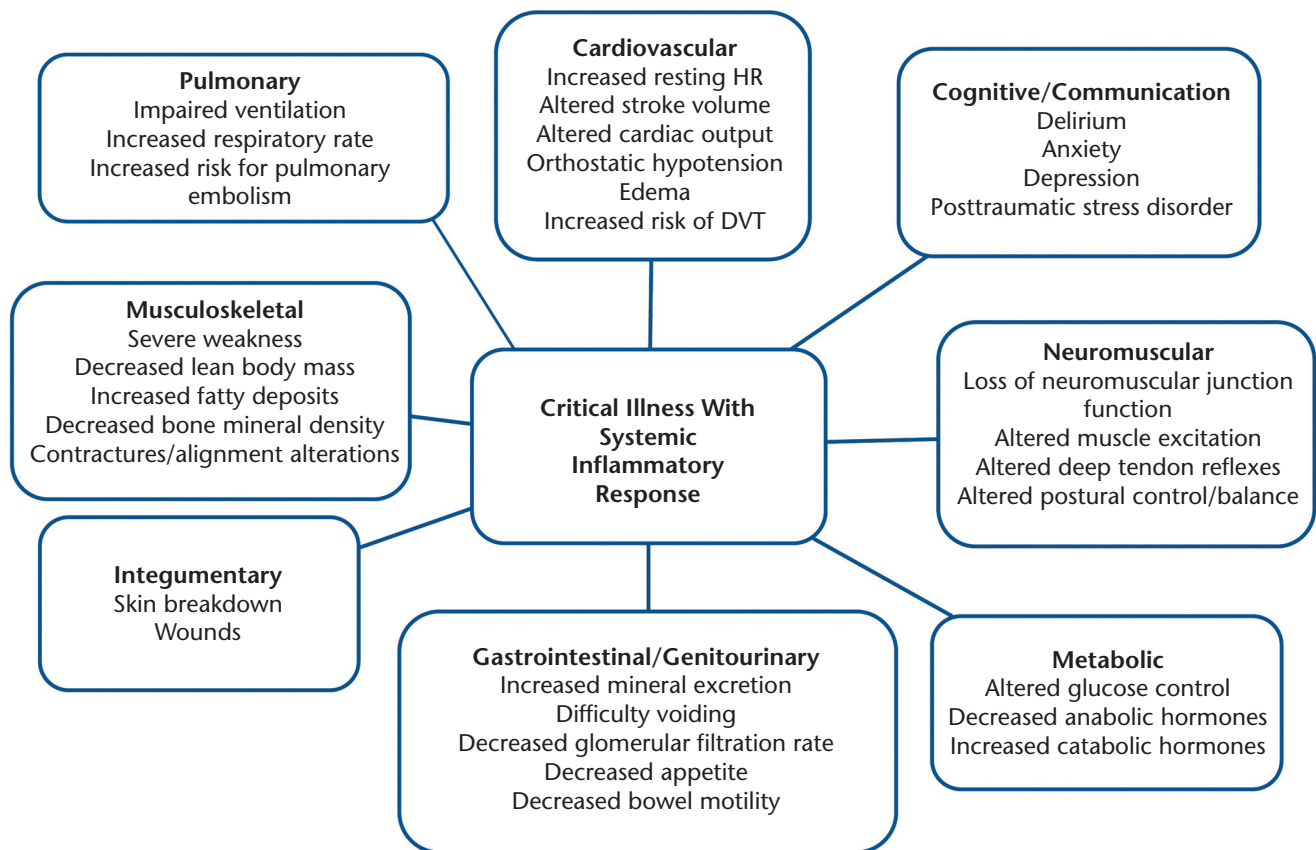 Pulmonary
Impaired ventilation
Increased respiratory rate
Increased risk for pulmonary
embolism
Cardiovascular
Increased resting HR
Altered stroke volume
Altered cardiac output
Orthostatic hypotension
Edema
Increased risk of DVT
Cognitive/Communication
Delirium
Anxiety
Depression
Posttraumatic stress disorder
Musculoskeletal
Severe weakness
Decreased lean body mass
Increased fatty deposits
Decreased bone mineral density
Contractures/alignment alterations
Critical Illness With
Systemic
Inflammatory
Response
Neuromuscular
Loss of neuromuscular junction
function
Altered muscle excitation
Altered deep tendon reflexes
Altered postural control/balance
Integumentary
Skin breakdown
Wounds
Gastrointestinal/Genitourinary
Increased mineral excretion
Difficulty voiding
Decreased glomerular filtration rate
Decreased appetite
Decreased bowel motility
Metabolic
Altered glucose control
Decreased anabolic hormones
Increased catabolic hormones